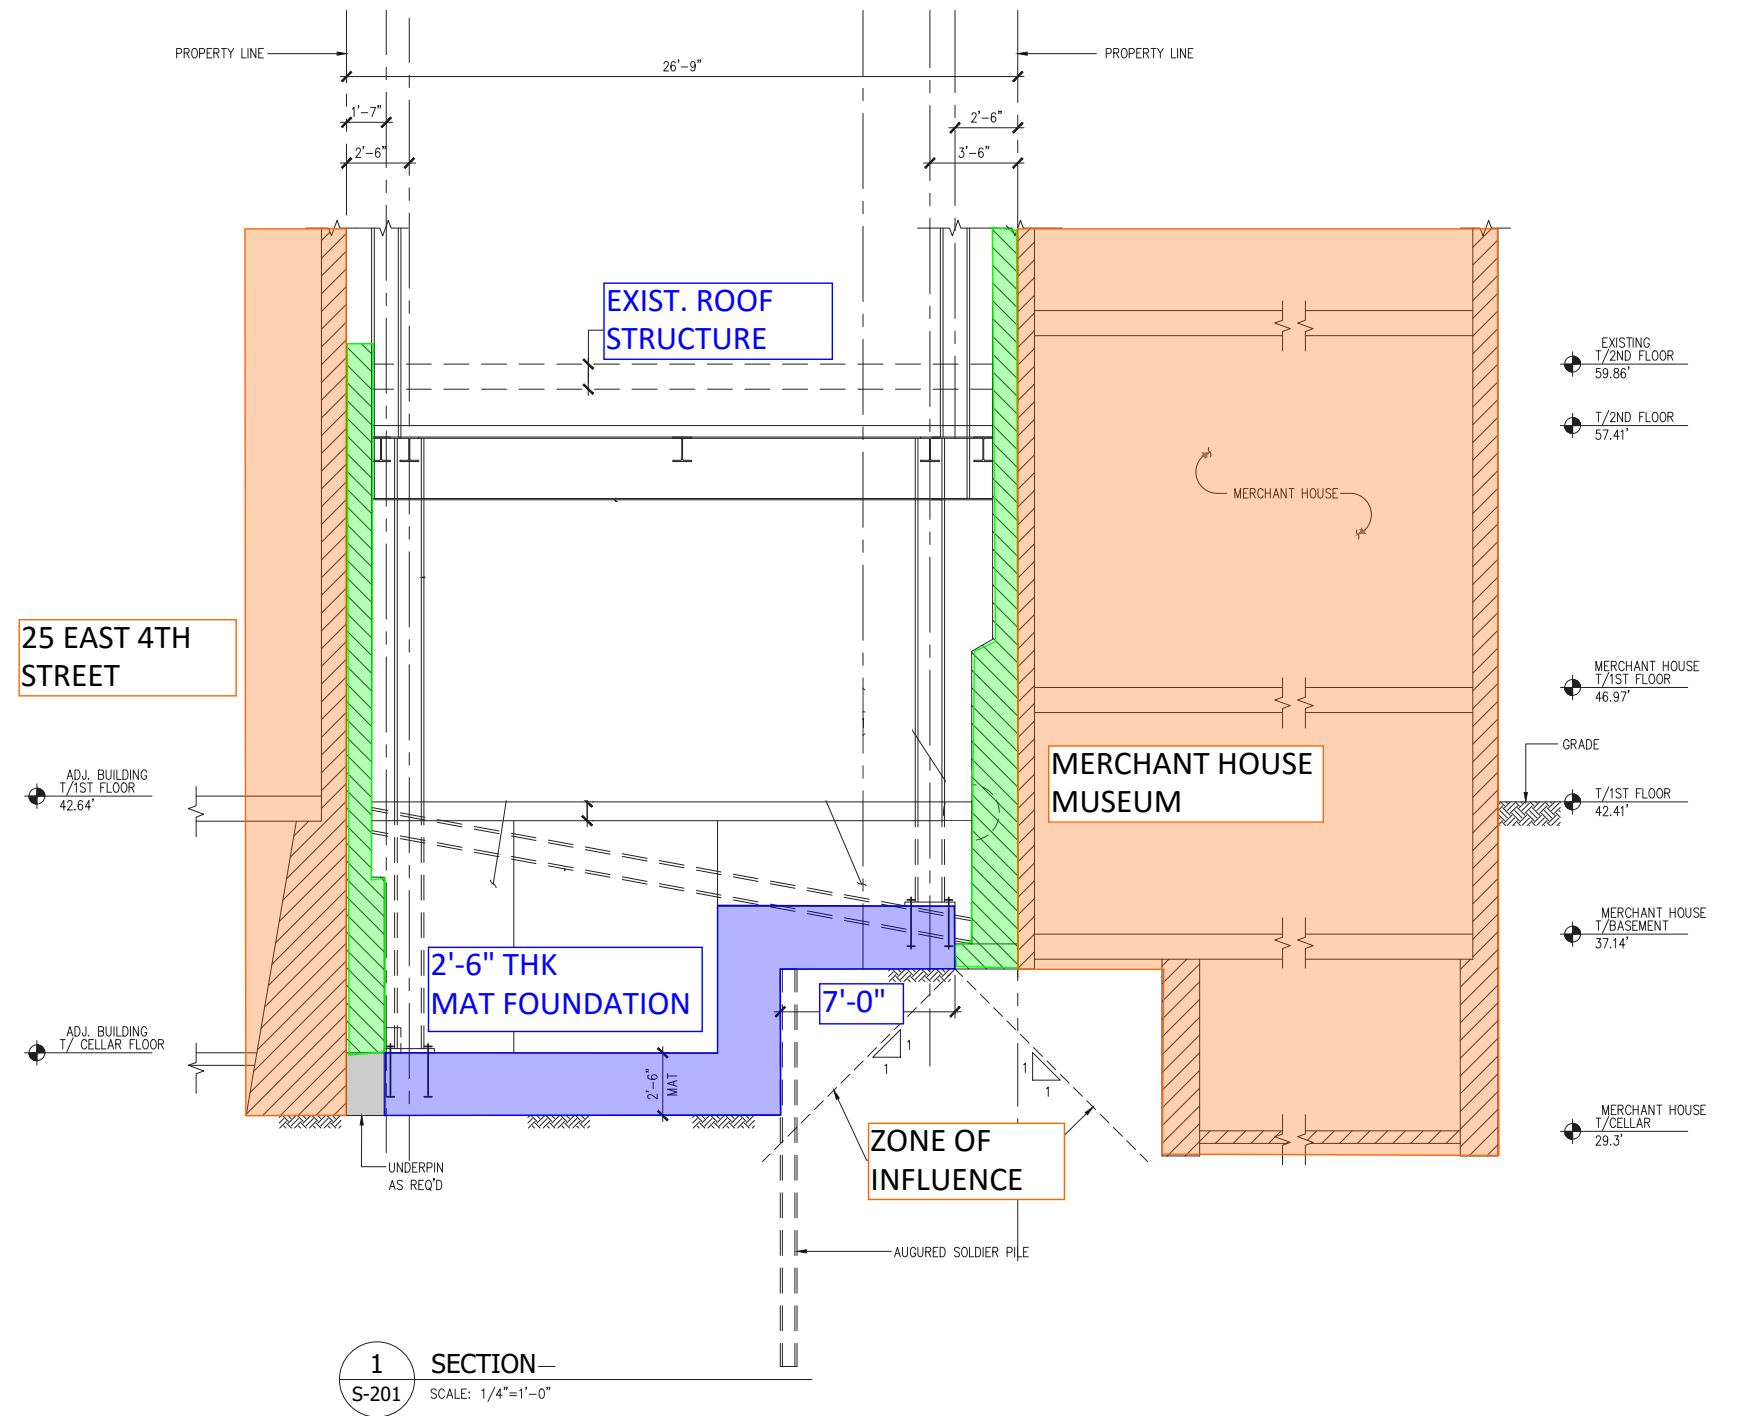 PROPERTY LINE
PROPERTY LINE
26'-9"
1'-7"
2'-6"
2'-6"
3'-6"
EXIST. ROOF
STRUCTURE
EXISTING
T/2ND FLOOR
59.86'
T/2ND FLOOR
57.41'
MERCHANT HOUSE
25 EAST 4TH
STREET
MERCHANT HOUSE
T/1ST FLOOR
46.97'
GRADE
MERCHANT HOUSE
MUSEUM
ADJ. BUILDING
T/1ST FLOOR
42.64'
T/1ST FLOOR
42.41'
MERCHANT HOUSE
T/BASEMENT
37.14'
2'-6" THK
MAT FOUNDATION
7'-0"
ADJ. BUILDING
T/ CELLAR FLOOR
2'-6"
MAT
1
1
1
1
ZONE OF
INFLUENCE
MERCHANT HOUSE
T/CELLAR
29.3'
UNDERPIN
AS REQ'D
AUGURED SOLDIER PILE
1
S-201
SECTION
SCALE: 1/4"=1'-0"